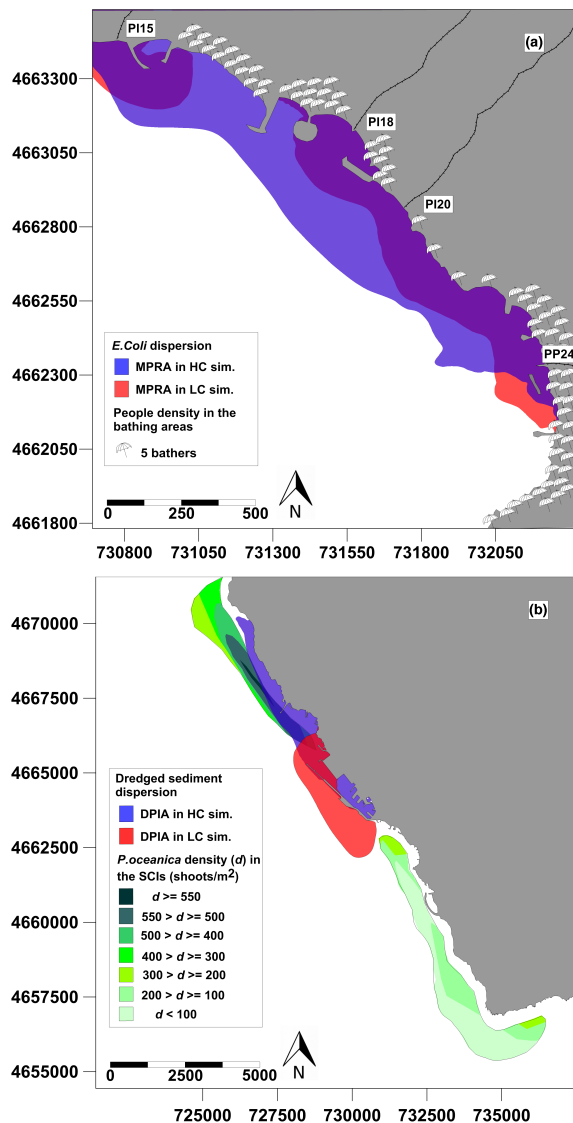 PI15
(a)
4663300
PI18
4663050
PI20
4662800
4662550
E.Coli dispersion
MPRA in HC sim.
MPRA in LC sim.
People density in the
bathing areas
5 bathers
PP24
4662300
4662050
0 250 500
N
4661800
730800 731050 731300 731550 731800 732050
(b)
4670000
4667500
4665000
Dredged sediment
dispersion
DPIA in HC sim.
DPIA in LC sim.
P.oceanica density (d) in
the SCIs (shoots/m2)
d >= 550
550 > d >= 500
500 > d >= 400
400 > d >= 300
300 > d >= 200
200 > d >= 100
d < 100
4662500
4660000
4657500
0 2500 5000
N
4655000
725000 727500 730000 732500 735000